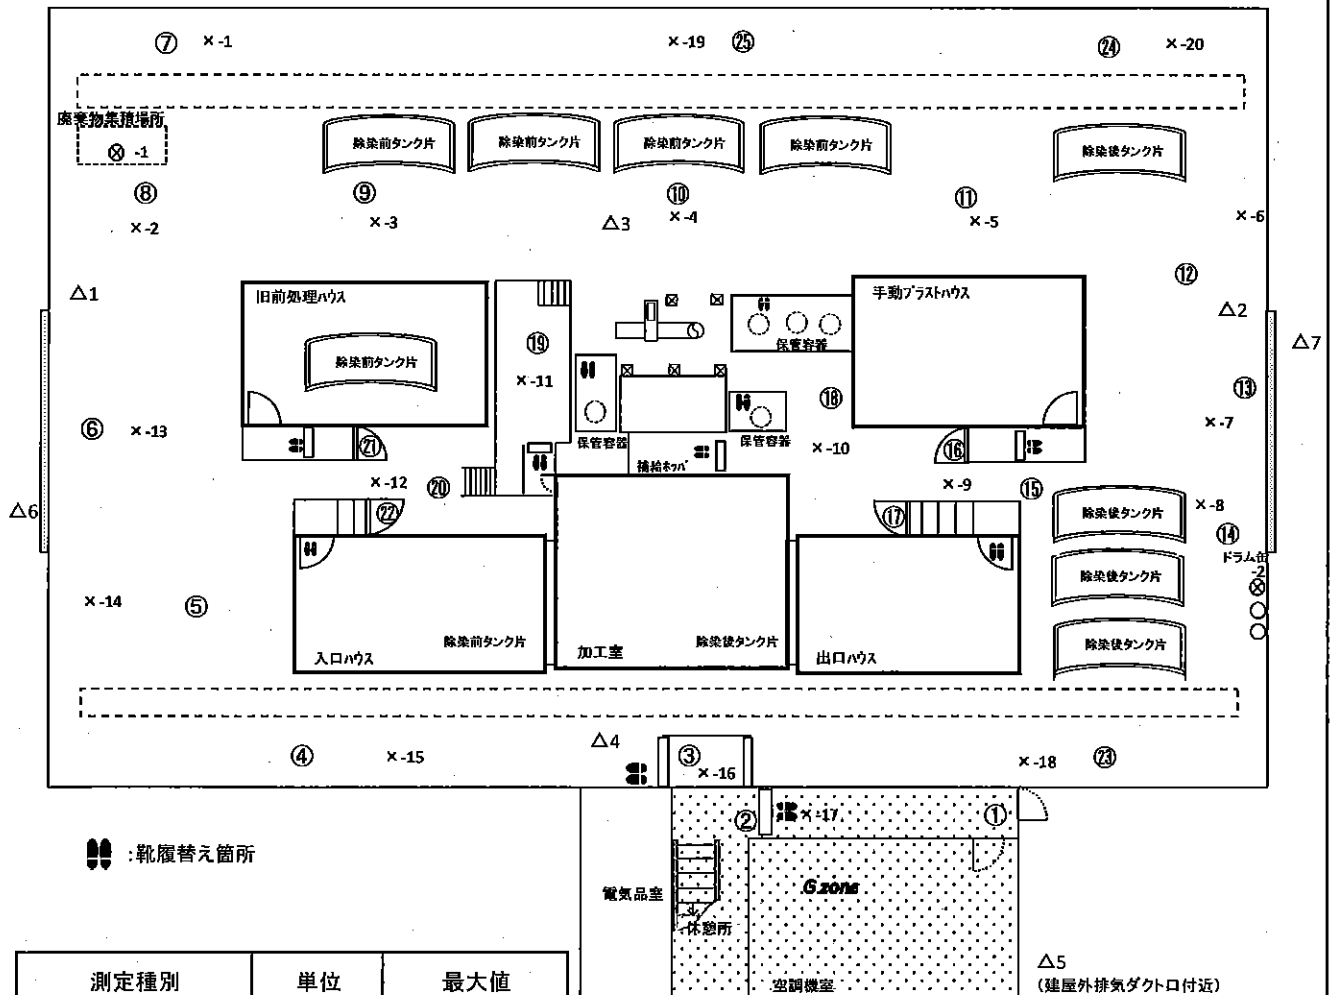 ⑦ ×-1 ×-19 ㉕ ㉔ ×-20
廃棄物集積場所
⊗ -1
除染前タンク片 除染前タンク片 除染前タンク片 除染前タンク片 除染後タンク片
⑧ ⑨ ⑩ ⑪
×-2 ×-3 △3 ×-4 ×-5 ×-6
⑫
△1 旧前処理ハウス 手動ブラストハウス △2
⑲ 保管容器 △7
除染前タンク片
×-11 ⑬
⑱
⑥ ×-13 保管容器 保管容器 ×-7
㉑ ×-10 ⑯
補給ホッパ
×-12 ⑳ ×-9 ⑮
△6 ㉒ ⑰ 除染後タンク片 ×-8
⑭
ドラム缶
除染後タンク片 -2
⊗
×-14 ⑤
入口ハウス 除染前タンク片 加工室 除染後タンク片 出口ハウス 除染後タンク片
④ ×-15 △4 ③ ×-16 ×-18 ㉓
② ×-17 ①
:靴履替え箇所
電気品室 G zone
休憩所
△5
測定種別 単位 最大値 空調機室 (建屋外排気ダクト口付近)